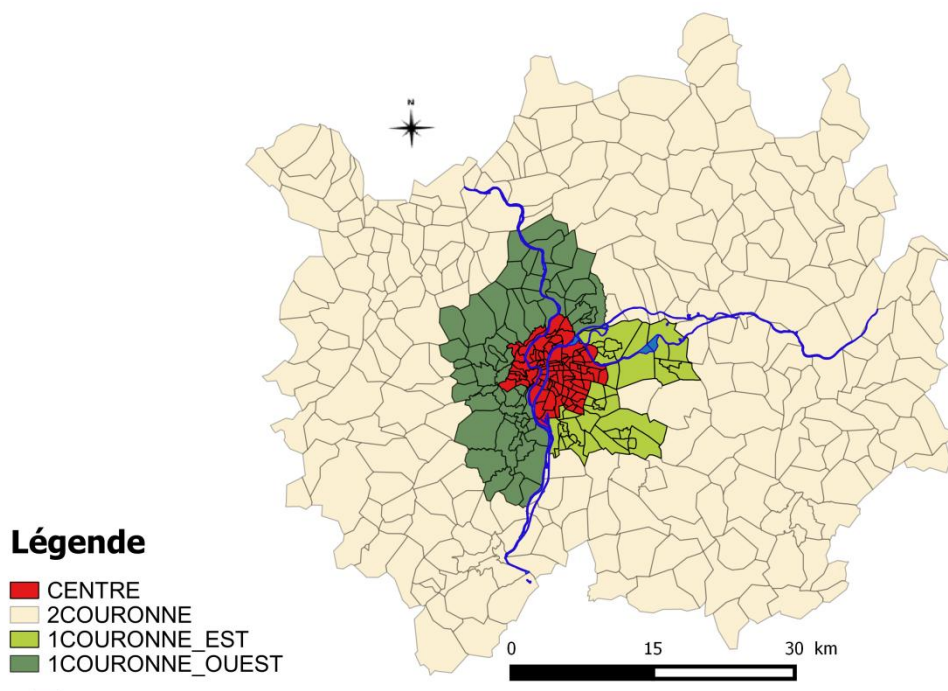 N
Légende
CENTRE
2COURONNE
1COURONNE_EST
1COURONNE_OUEST
0 15 30 km